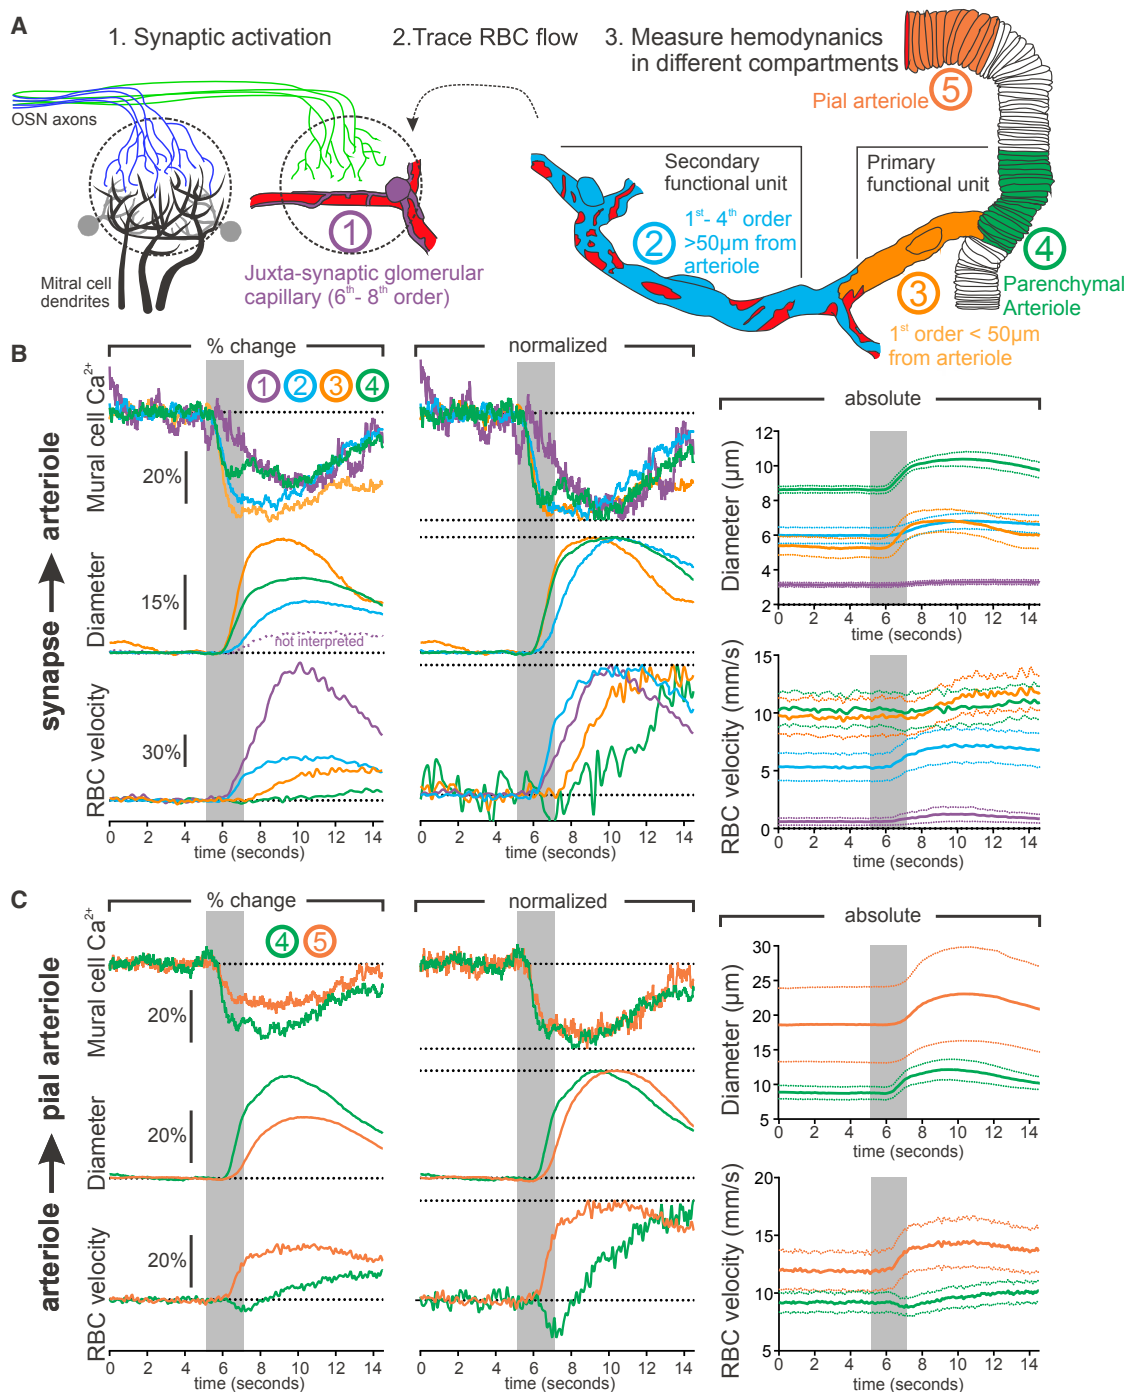 A
1. Synaptic activation
2.Trace RBC flow
3. Measure hemodynamics
in different compartments
OSN axons
Mitral cell
dendrites
1
Juxta-synaptic glomerular
capillary (6th- 8th order)
Secondary
functional unit
2
1st- 4th order
>50µm from
arteriole
Primary
functional unit
3
1st order < 50µm
from arteriole
4
Parenchymal
Arteriole
5
Pial arteriole
B
synapse → arteriole
% change
normalized
absolute
1 2 3 4
Mural cell Ca2+
20%
Diameter
15%
not interpreted
RBC velocity
30%
0 2 4 6 8 10 12 14
time (seconds)
0 2 4 6 8 10 12 14
time (seconds)
Diameter (µm)
12
10
8
6
4
2
0 2 4 6 8 10 12 14
time (seconds)
RBC velocity (mm/s)
15
10
5
0
0 2 4 6 8 10 12 14
time (seconds)
C
arteriole → pial arteriole
% change
normalized
absolute
4 5
Mural cell Ca2+
20%
Diameter
20%
RBC velocity
20%
0 2 4 6 8 10 12 14
time (seconds)
0 2 4 6 8 10 12 14
time (seconds)
Diameter (µm)
30
25
20
15
10
5
0 2 4 6 8 10 12 14
time (seconds)
RBC velocity (mm/s)
20
15
10
5
0 2 4 6 8 10 12 14
time (seconds)